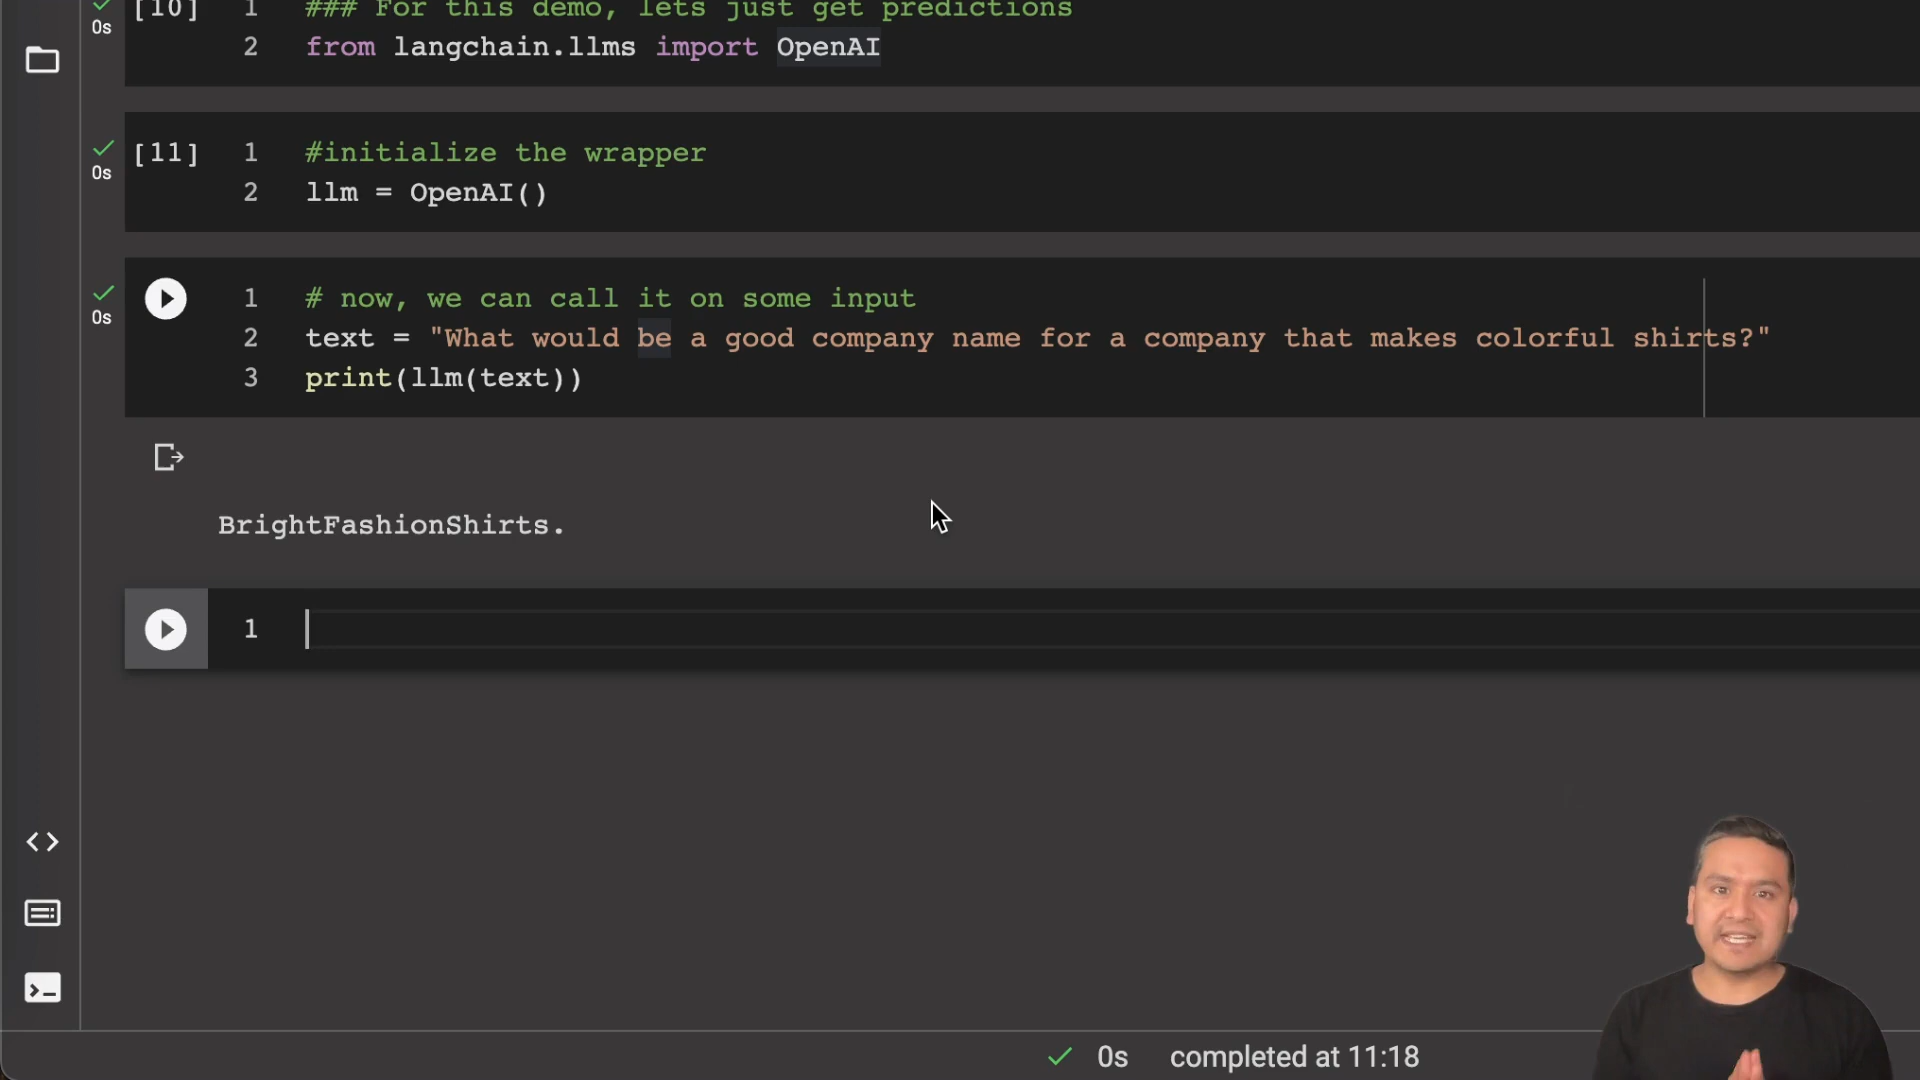 [10] 1 ### For this demo, lets just get predictions
0s
2 from langchain.llms import OpenAI
[11] 1 #initialize the wrapper
0s
2 llm = OpenAI()
1 # now, we can call it on some input
0s
2 text = "What would be a good company name for a company that makes colorful shirts?"
3 print(llm(text))
BrightFashionShirts.
1
0s completed at 11:18